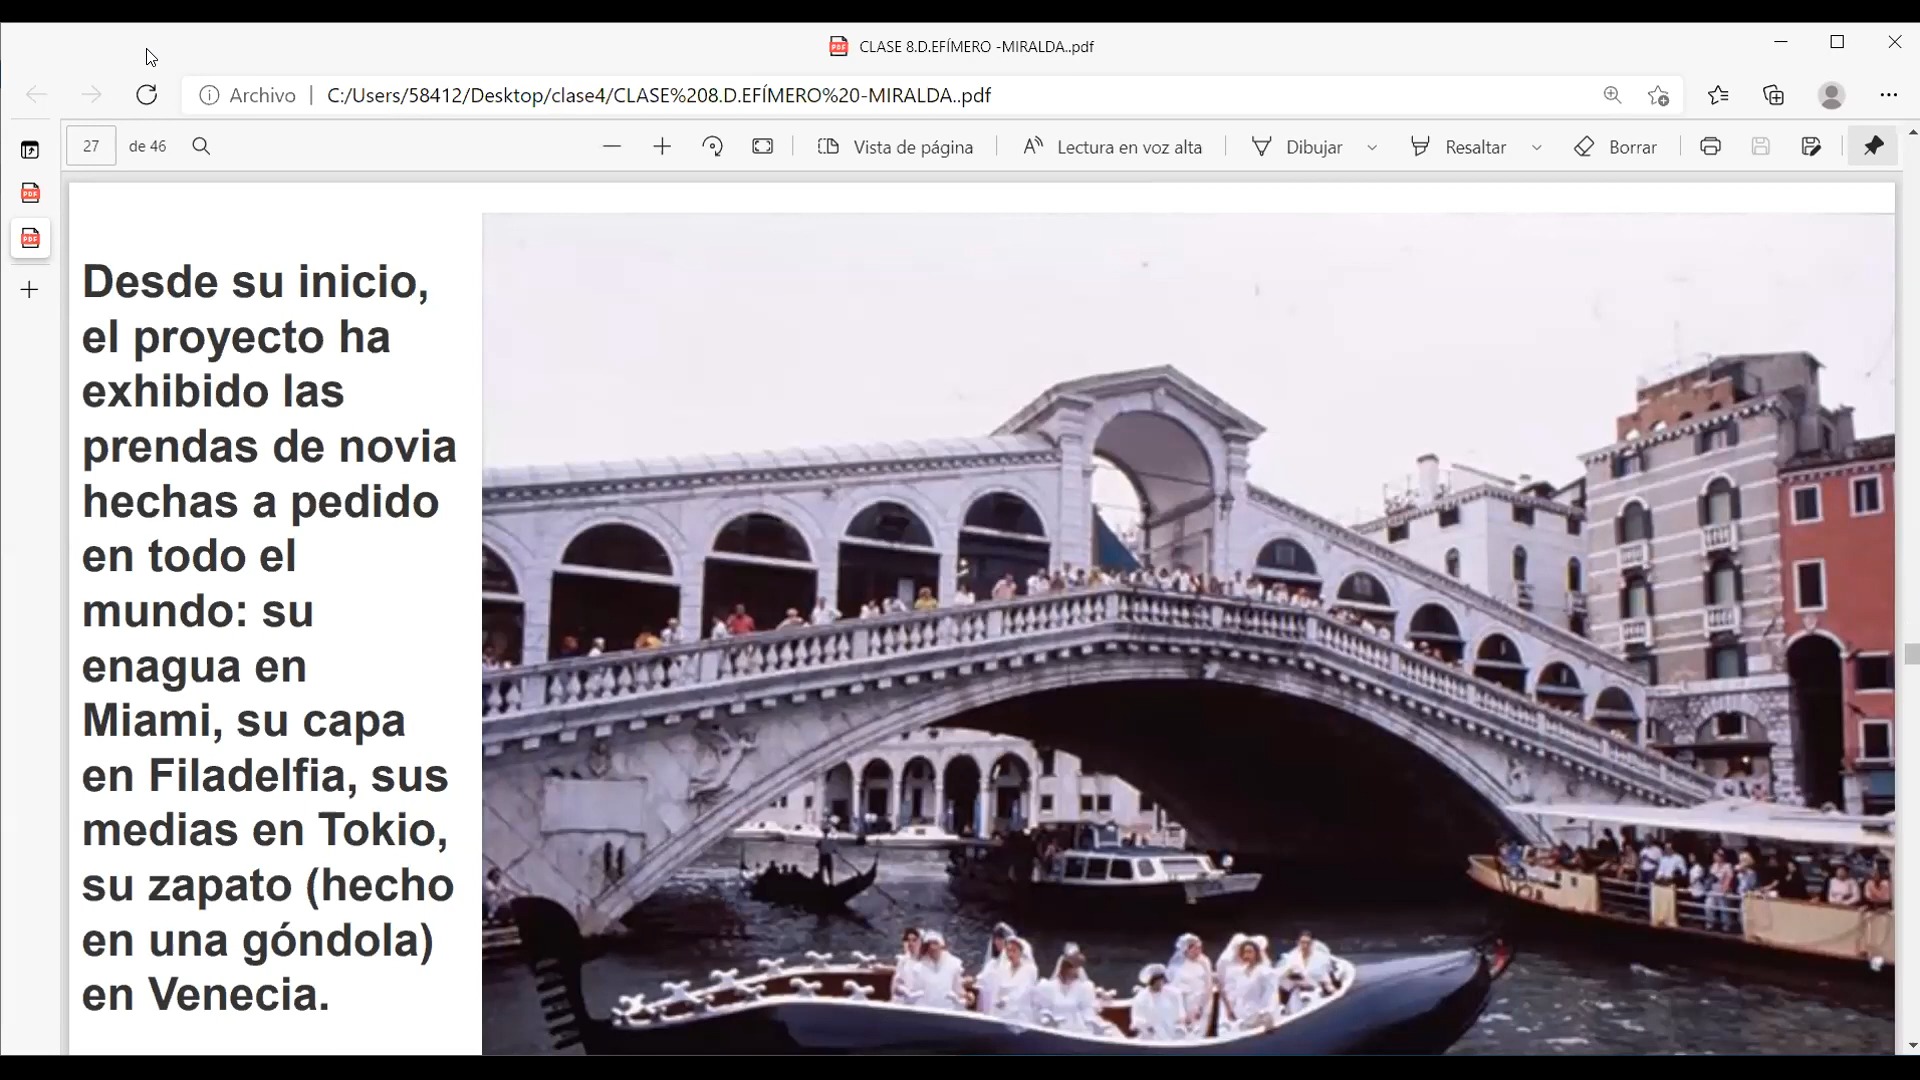 CLASE 8.D.EFÍMERO -MIRALDA..pdf
Archivo | C:/Users/58412/Desktop/clase4/CLASE%208.D.EFÍMERO%20-MIRALDA..pdf
27 de 46 Vista de página Lectura en voz alta Dibujar Resaltar Borrar
Desde su inicio,
el proyecto ha
exhibido las
prendas de novia
hechas a pedido
en todo el
mundo: su
enagua en
Miami, su capa
en Filadelfia, sus
medias en Tokio,
su zapato (hecho
en una góndola)
en Venecia.